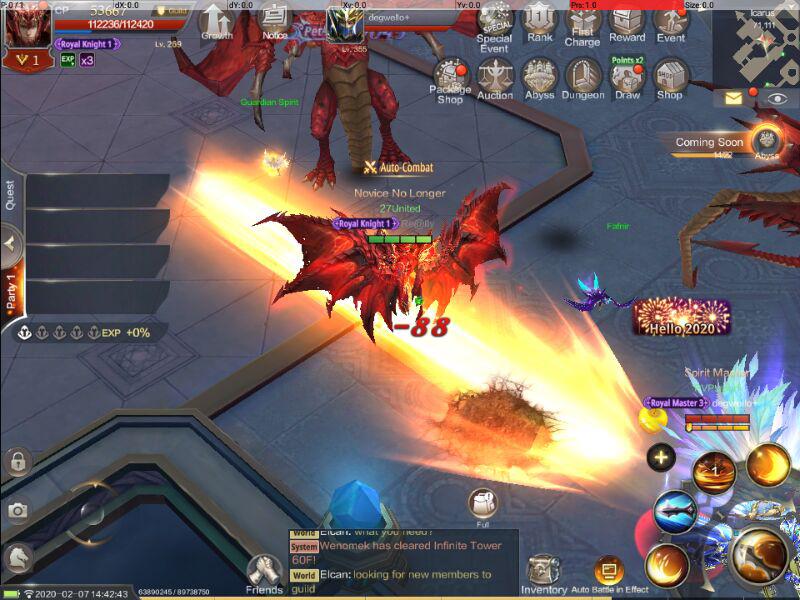 P: 0 / 1
dX: 0.0
dY: 0.0
Xv: 0.0
Yv: 0.0
Prs: 1.0
Size: 0.0
CP 53667
Guild
112236/112420
Royal Knight 1
Lv. 269
V 1
EXP
x3
Growth
Notice
degwello+
Lv. 355
Special Event
Rank
First Charge
Reward
Event
Icarus
Package Shop
Auction
Abyss
Dungeon
Points x2
Draw
Shop
Coming Soon
14:22
Abyss
Guardian Spirit
Auto-Combat
Novice No Longer
27United
Royal Knight 1
Fafnir
-88
Quest
Party 1
EXP +0%
Hello 2020
Spirit Master
Royal Master 3
degwello+
Full
World Elcan: what you need?
System Wenomek has cleared Infinite Tower
60F!
World Elcan: looking for new members to
guild
Friends
Inventory
Auto Battle in Effect
2020-02-07 14:42:43
63890245 / 89738750